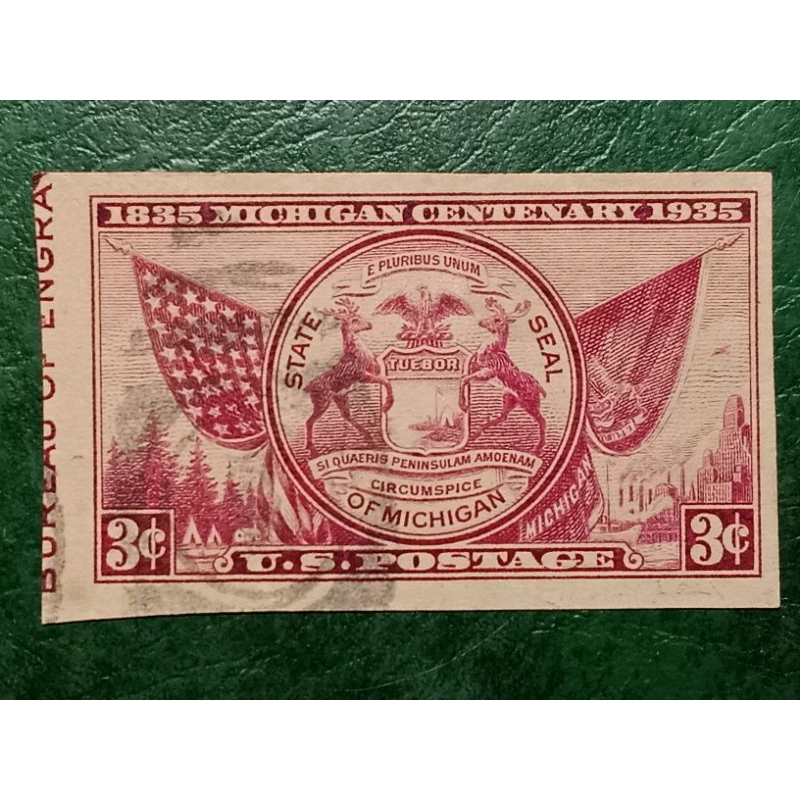 BUREAU OF ENGRA
1835 MICHIGAN CENTENARY 1935
E PLURIBUS UNUM
STATE SEAL
TUEBOR
SI QUAERIS PENINSULAM AMOENAM
CIRCUMSPICE
OF MICHIGAN
MICHIGAN
3¢ U.S. POSTAGE 3¢